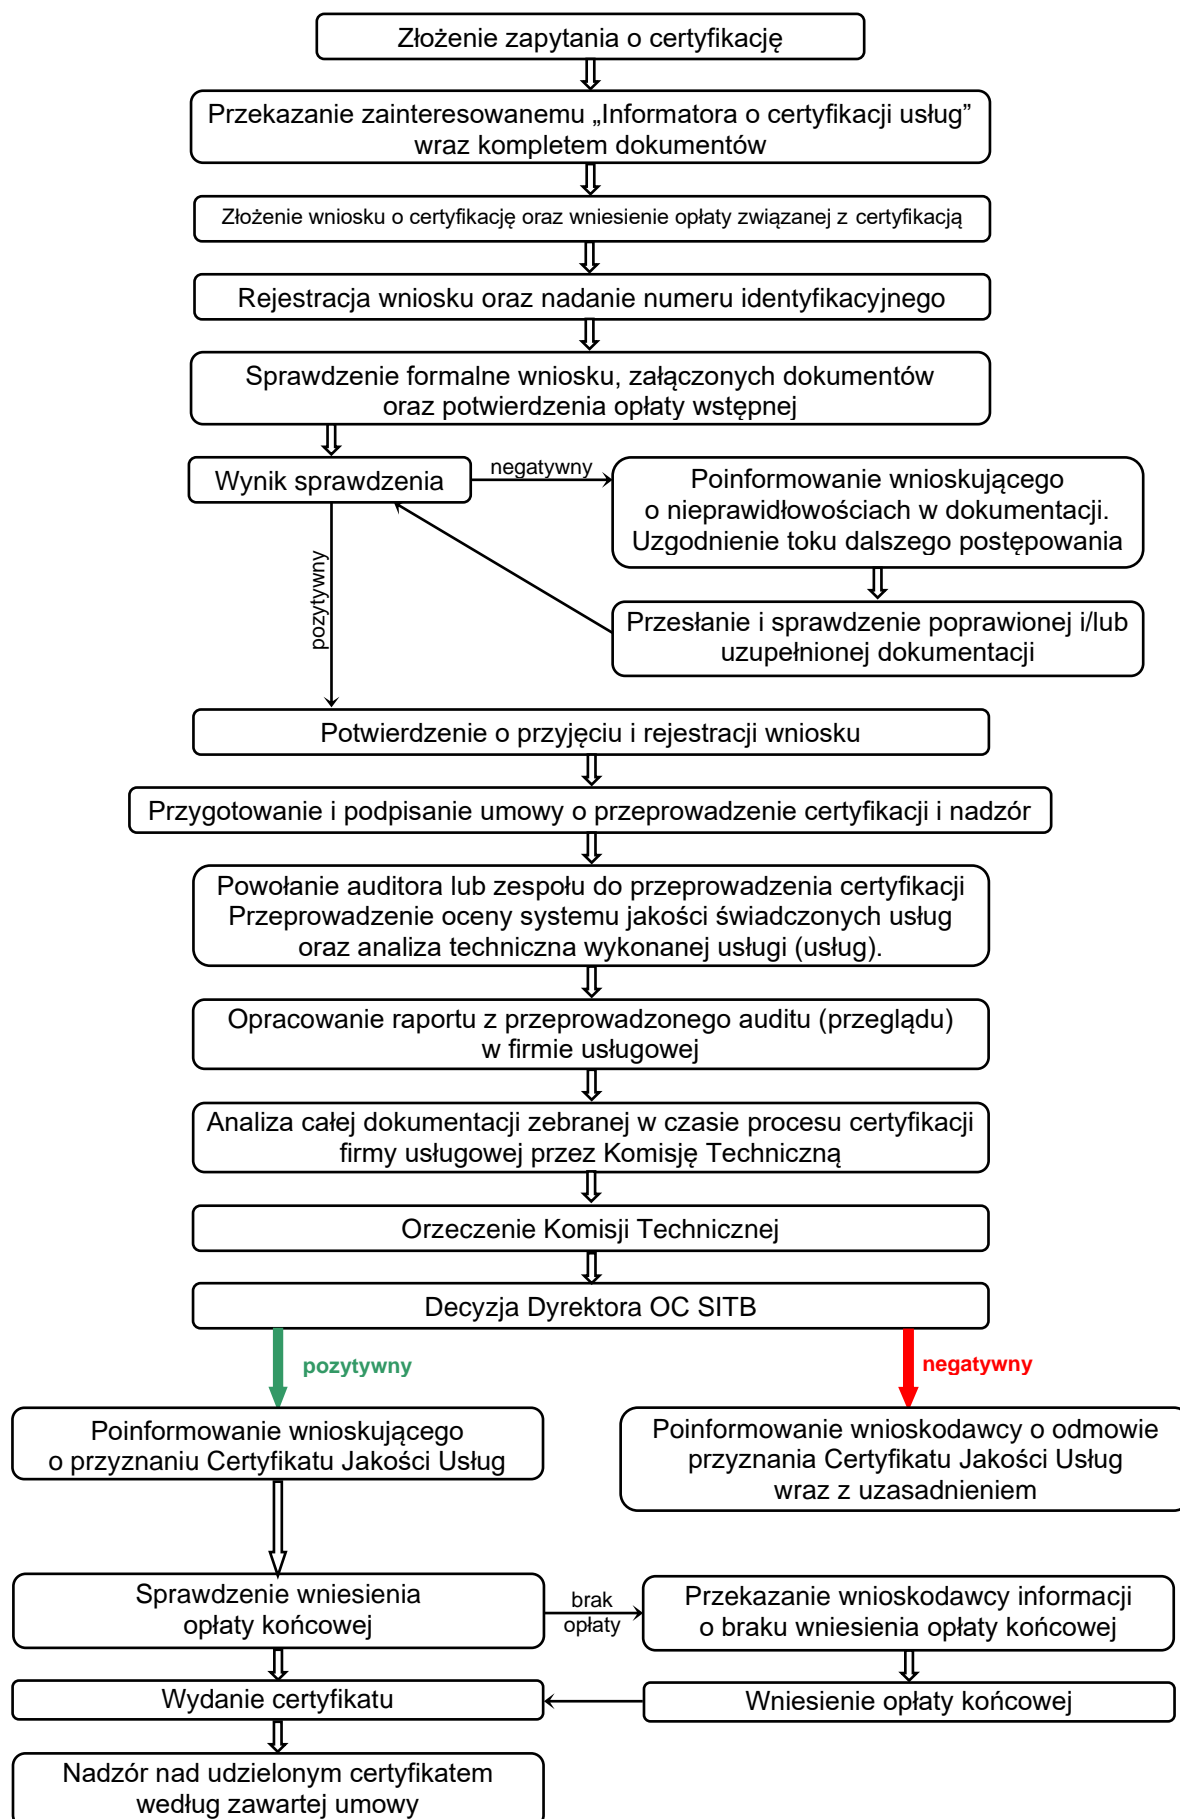 Złożenie zapytania o certyfikację
Przekazanie zainteresowanemu „Informatora o certyfikacji usług”
wraz kompletem dokumentów
Złożenie wniosku o certyfikację oraz wniesienie opłaty związanej z certyfikacją
Rejestracja wniosku oraz nadanie numeru identyfikacyjnego
Sprawdzenie formalne wniosku, załączonych dokumentów
oraz potwierdzenia opłaty wstępnej
Wynik sprawdzenia
negatywny
Poinformowanie wnioskującego
o nieprawidłowościach w dokumentacji.
Uzgodnienie toku dalszego postępowania
pozytywny
Przesłanie i sprawdzenie poprawionej i/lub
uzupełnionej dokumentacji
Potwierdzenie o przyjęciu i rejestracji wniosku
Przygotowanie i podpisanie umowy o przeprowadzenie certyfikacji i nadzór
Powołanie auditora lub zespołu do przeprowadzenia certyfikacji
Przeprowadzenie oceny systemu jakości świadczonych usług
oraz analiza techniczna wykonanej usługi (usług).
Opracowanie raportu z przeprowadzonego auditu (przeglądu)
w firmie usługowej
Analiza całej dokumentacji zebranej w czasie procesu certyfikacji
firmy usługowej przez Komisję Techniczną
Orzeczenie Komisji Technicznej
Decyzja Dyrektora OC SITB
pozytywny
negatywny
Poinformowanie wnioskującego
o przyznaniu Certyfikatu Jakości Usług
Poinformowanie wnioskodawcy o odmowie
przyznania Certyfikatu Jakości Usług
wraz z uzasadnieniem
Sprawdzenie wniesienia
opłaty końcowej
brak
opłaty
Przekazanie wnioskodawcy informacji
o braku wniesienia opłaty końcowej
Wydanie certyfikatu
Wniesienie opłaty końcowej
Nadzór nad udzielonym certyfikatem
według zawartej umowy